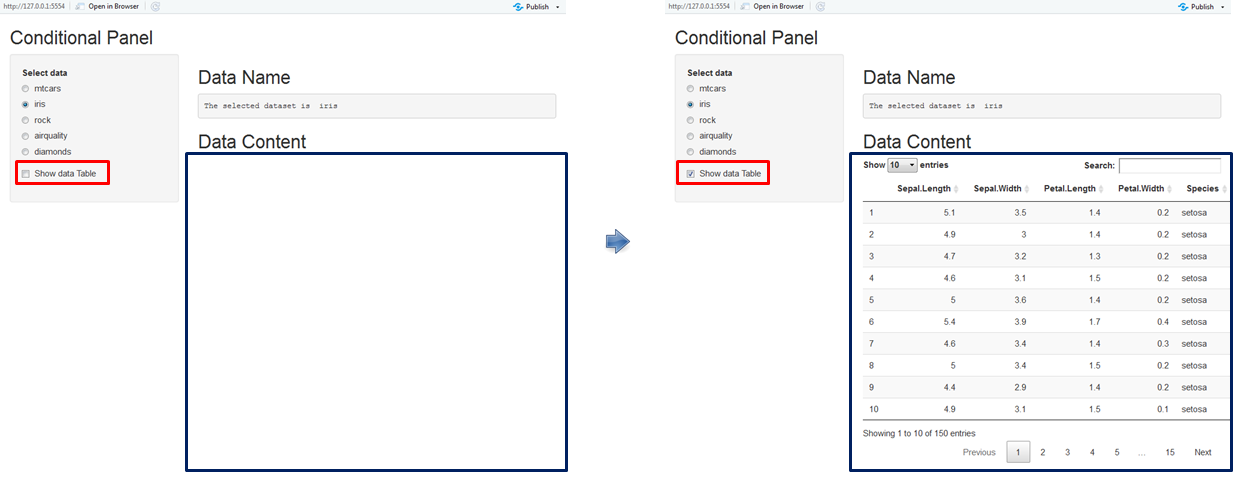 http://127.0.0.1:5554 Open in Browser Publish
Conditional Panel
Select data
mtcars
iris
rock
airquality
diamonds
Show data Table
Data Name
The selected dataset is  iris
Data Content
http://127.0.0.1:5554 Open in Browser Publish
Conditional Panel
Select data
mtcars
iris
rock
airquality
diamonds
Show data Table
Data Name
The selected dataset is  iris
Data Content
Show 10 entries Search:
Sepal.Length Sepal.Width Petal.Length Petal.Width Species
1 5.1 3.5 1.4 0.2 setosa
2 4.9 3 1.4 0.2 setosa
3 4.7 3.2 1.3 0.2 setosa
4 4.6 3.1 1.5 0.2 setosa
5 5 3.6 1.4 0.2 setosa
6 5.4 3.9 1.7 0.4 setosa
7 4.6 3.4 1.4 0.3 setosa
8 5 3.4 1.5 0.2 setosa
9 4.4 2.9 1.4 0.2 setosa
10 4.9 3.1 1.5 0.1 setosa
Showing 1 to 10 of 150 entries
Previous 1 2 3 4 5 ... 15 Next